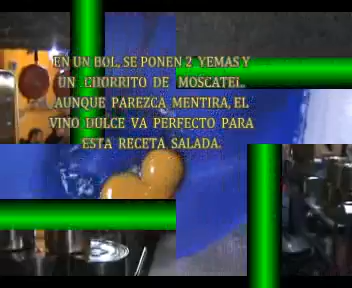 EN UN BOL, SE PONEN 2 YEMAS Y
UN CHORRITO DE MOSCATEL.
AUNQUE PAREZCA MENTIRA, EL
VINO DULCE VA PERFECTO PARA
ESTA RECETA SALADA.